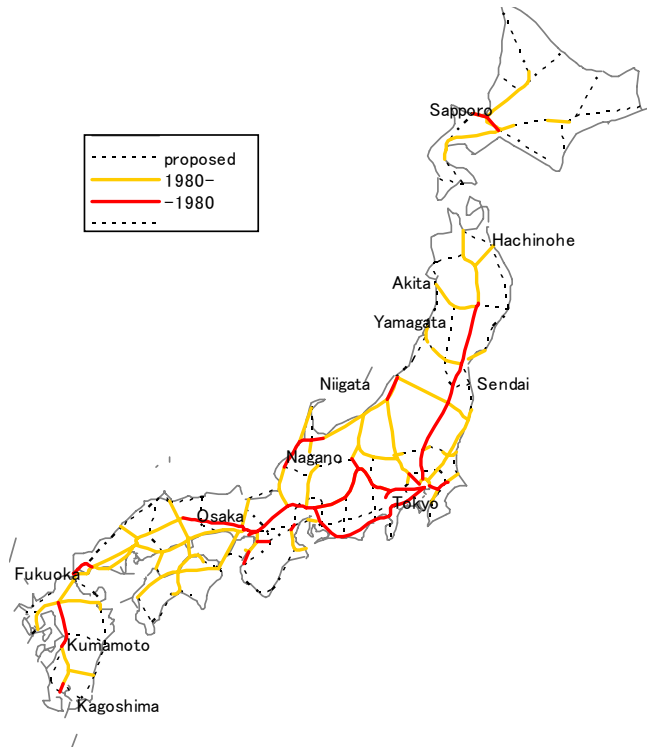 Sapporo
proposed
1980-
-1980
Hachinohe
Akita
Yamagata
Niigata
Sendai
Nagano
Tokyo
Osaka
Fukuoka
Kumamoto
Kagoshima